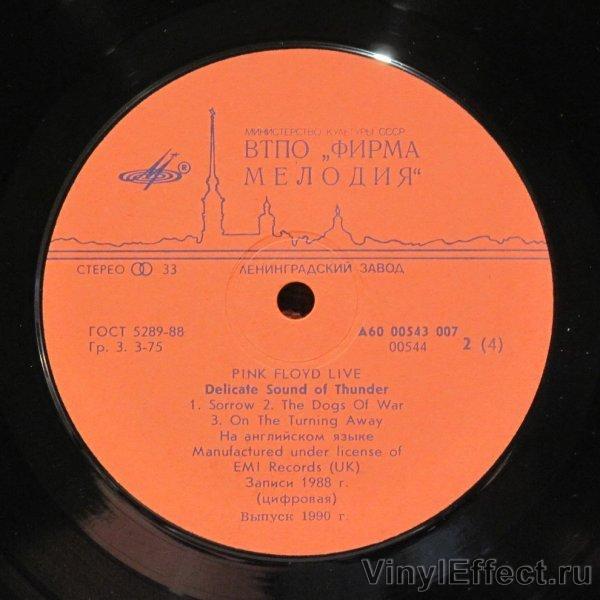 МИНИСТЕРСТВО КУЛЬТУРЫ СССР
ВТПО „ФИРМА
МЕЛОДИЯ“
®
СТЕРЕО 33
ЛЕНИНГРАДСКИЙ ЗАВОД
ГОСТ 5289-88
Гр. 3. 3-75
А60 00543 007
00544
2 (4)
PINK FLOYD LIVE
Delicate Sound of Thunder
1. Sorrow 2. The Dogs Of War
3. On The Turning Away
На английском языке
Manufactured under license of
EMI Records (UK)
Записи 1988 г.
(цифровая)
Выпуск 1990 г.
VinylEffect.ru